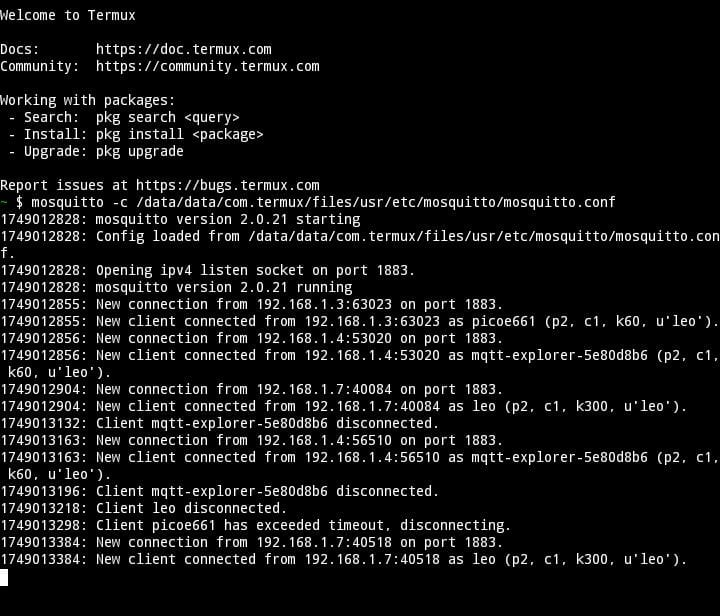 Welcome to Termux
Docs:       https://doc.termux.com
Community:  https://community.termux.com
Working with packages:
 - Search:  pkg search <query>
 - Install: pkg install <package>
 - Upgrade: pkg upgrade
Report issues at https://bugs.termux.com
~ $ mosquitto -c /data/data/com.termux/files/usr/etc/mosquitto/mosquitto.conf
1749012828: mosquitto version 2.0.21 starting
1749012828: Config loaded from /data/data/com.termux/files/usr/etc/mosquitto/mosquitto.con
f.
1749012828: Opening ipv4 listen socket on port 1883.
1749012828: mosquitto version 2.0.21 running
1749012855: New connection from 192.168.1.3:63023 on port 1883.
1749012855: New client connected from 192.168.1.3:63023 as picoe661 (p2, c1, k60, u'leo').
1749012856: New connection from 192.168.1.4:53020 on port 1883.
1749012856: New client connected from 192.168.1.4:53020 as mqtt-explorer-5e80d8b6 (p2, c1,
 k60, u'leo').
1749012904: New connection from 192.168.1.7:40084 on port 1883.
1749012904: New client connected from 192.168.1.7:40084 as leo (p2, c1, k300, u'leo').
1749013132: Client mqtt-explorer-5e80d8b6 disconnected.
1749013163: New connection from 192.168.1.4:56510 on port 1883.
1749013163: New client connected from 192.168.1.4:56510 as mqtt-explorer-5e80d8b6 (p2, c1,
 k60, u'leo').
1749013196: Client mqtt-explorer-5e80d8b6 disconnected.
1749013218: Client leo disconnected.
1749013298: Client picoe661 has exceeded timeout, disconnecting.
1749013384: New connection from 192.168.1.7:40518 on port 1883.
1749013384: New client connected from 192.168.1.7:40518 as leo (p2, c1, k300, u'leo').